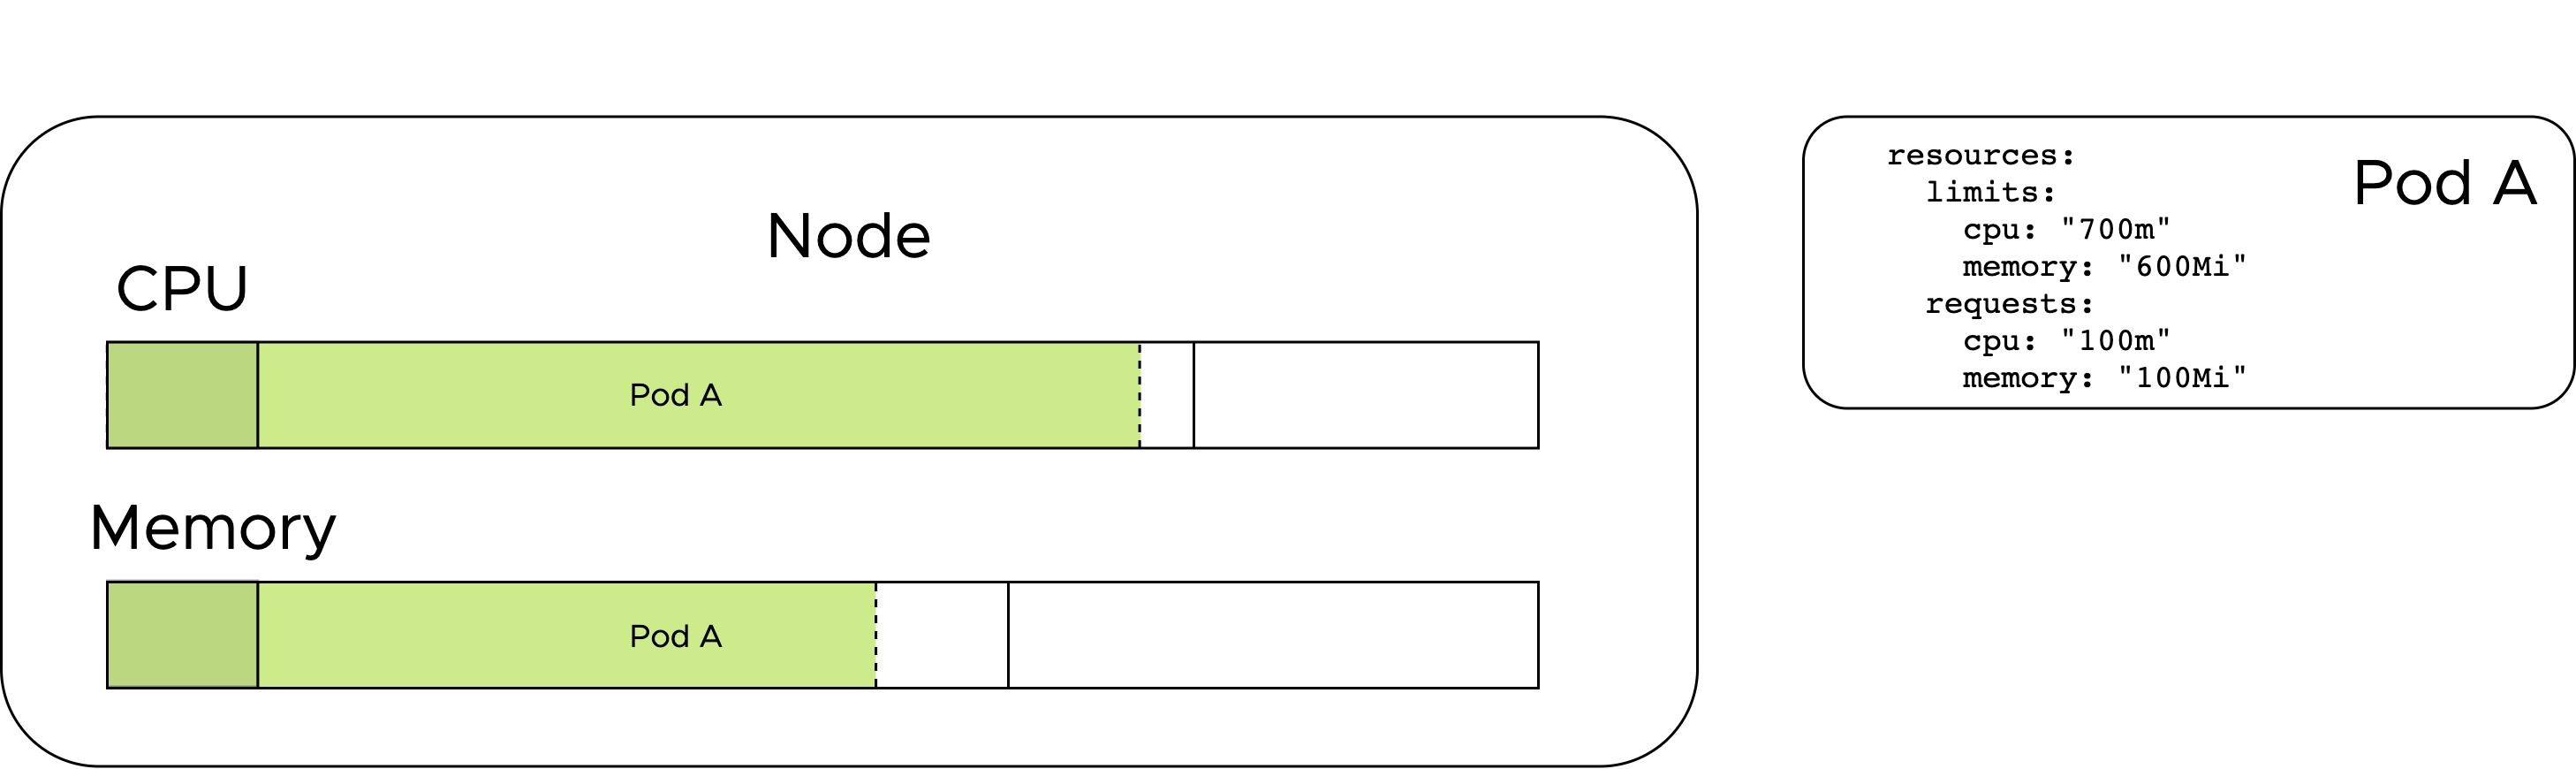 Node
CPU
Pod A
Memory
Pod A
Pod A
resources:
limits:
cpu: "700m"
memory: "600Mi"
requests:
cpu: "100m"
memory: "100Mi"